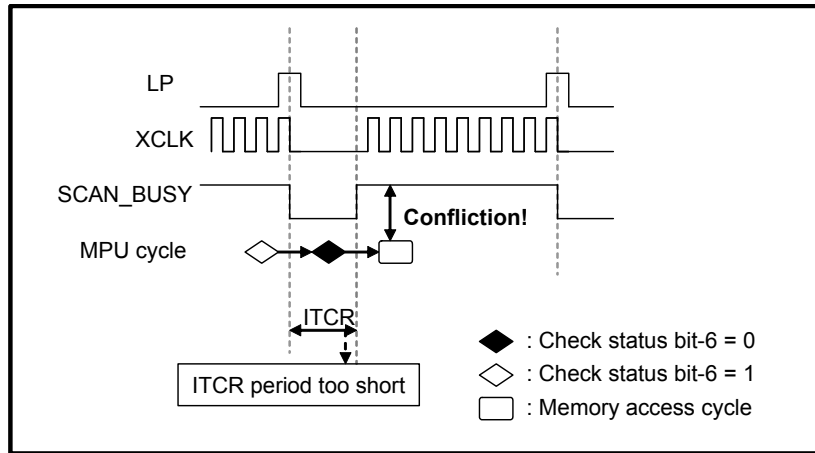 LP
XCLK
SCAN_BUSY
Confliction!
MPU cycle
ITCR
ITCR period too short
: Check status bit-6 = 0
: Check status bit-6 = 1
: Memory access cycle